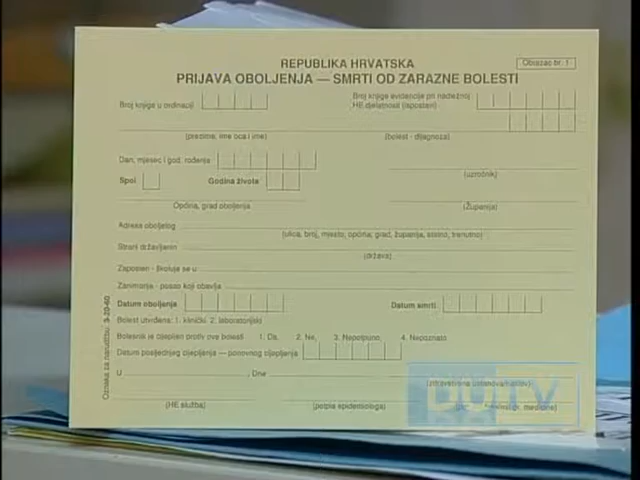 REPUBLIKA HRVATSKA
Obrazac br. 1
PRIJAVA OBOLJENJA — SMRTI OD ZARAZNE BOLESTI
Broj knjige u ordinaciji
Broj knjige evidencije pri nadležnoj
HE djelatnosti (ispostavi)
(prezime, ime oca i ime)
(bolest - dijagnoza)
Dan, mjesec i god. rođenja
(uzročnik)
Spol
Godina života
Općina, grad oboljenja
(Županija)
Adresa oboljelog
(ulica, broj, mjesto, općina, grad, županija, stalno, trenutno)
Strani državljanin
(država)
Zaposlen - školuje se u
Zanimanje - posao koji obavlja
Datum oboljenja
Datum smrti
Bolest utvrđena: 1. klinički 2. laboratorijski
Bolesnik je cijepljen protiv ove bolesti 1. Da, 2. Ne, 3. Nepotpuno, 4. Nepoznato
Datum posljednjeg cijepljenja — ponovnog cijepljenja
U , Dne
(zdravstvena ustanova/naslov)
(HE služba)
(potpis epidemiologa)
medicine)
Oznaka za narudžbu: 3-20-60
DUTV